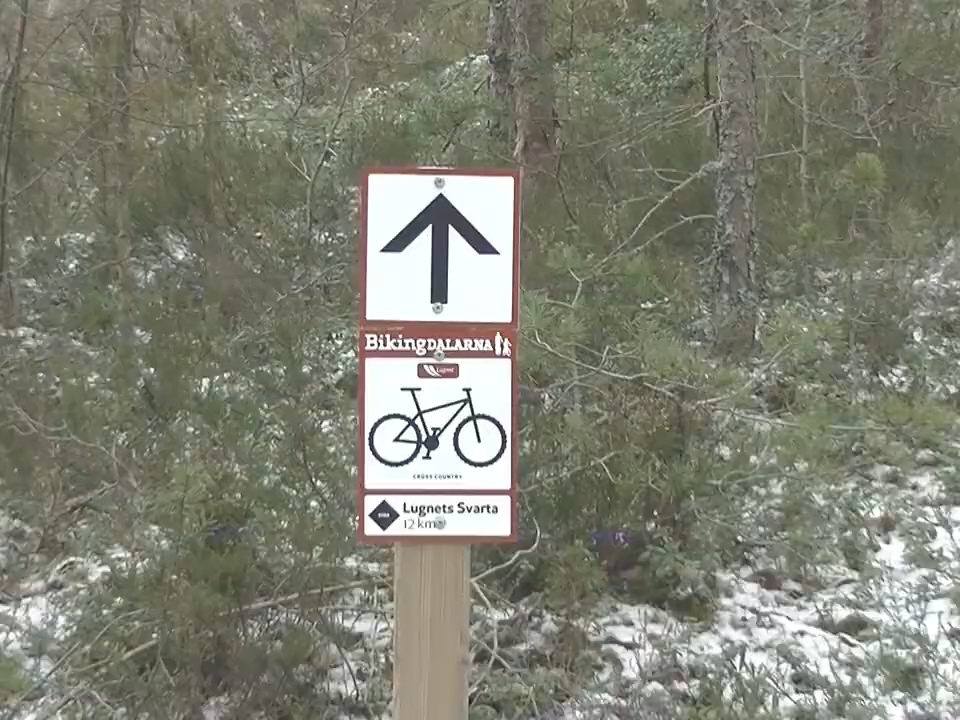 BikingDALARNA
Lugnet
CROSS COUNTRY
Lugnets Svarta
12 km